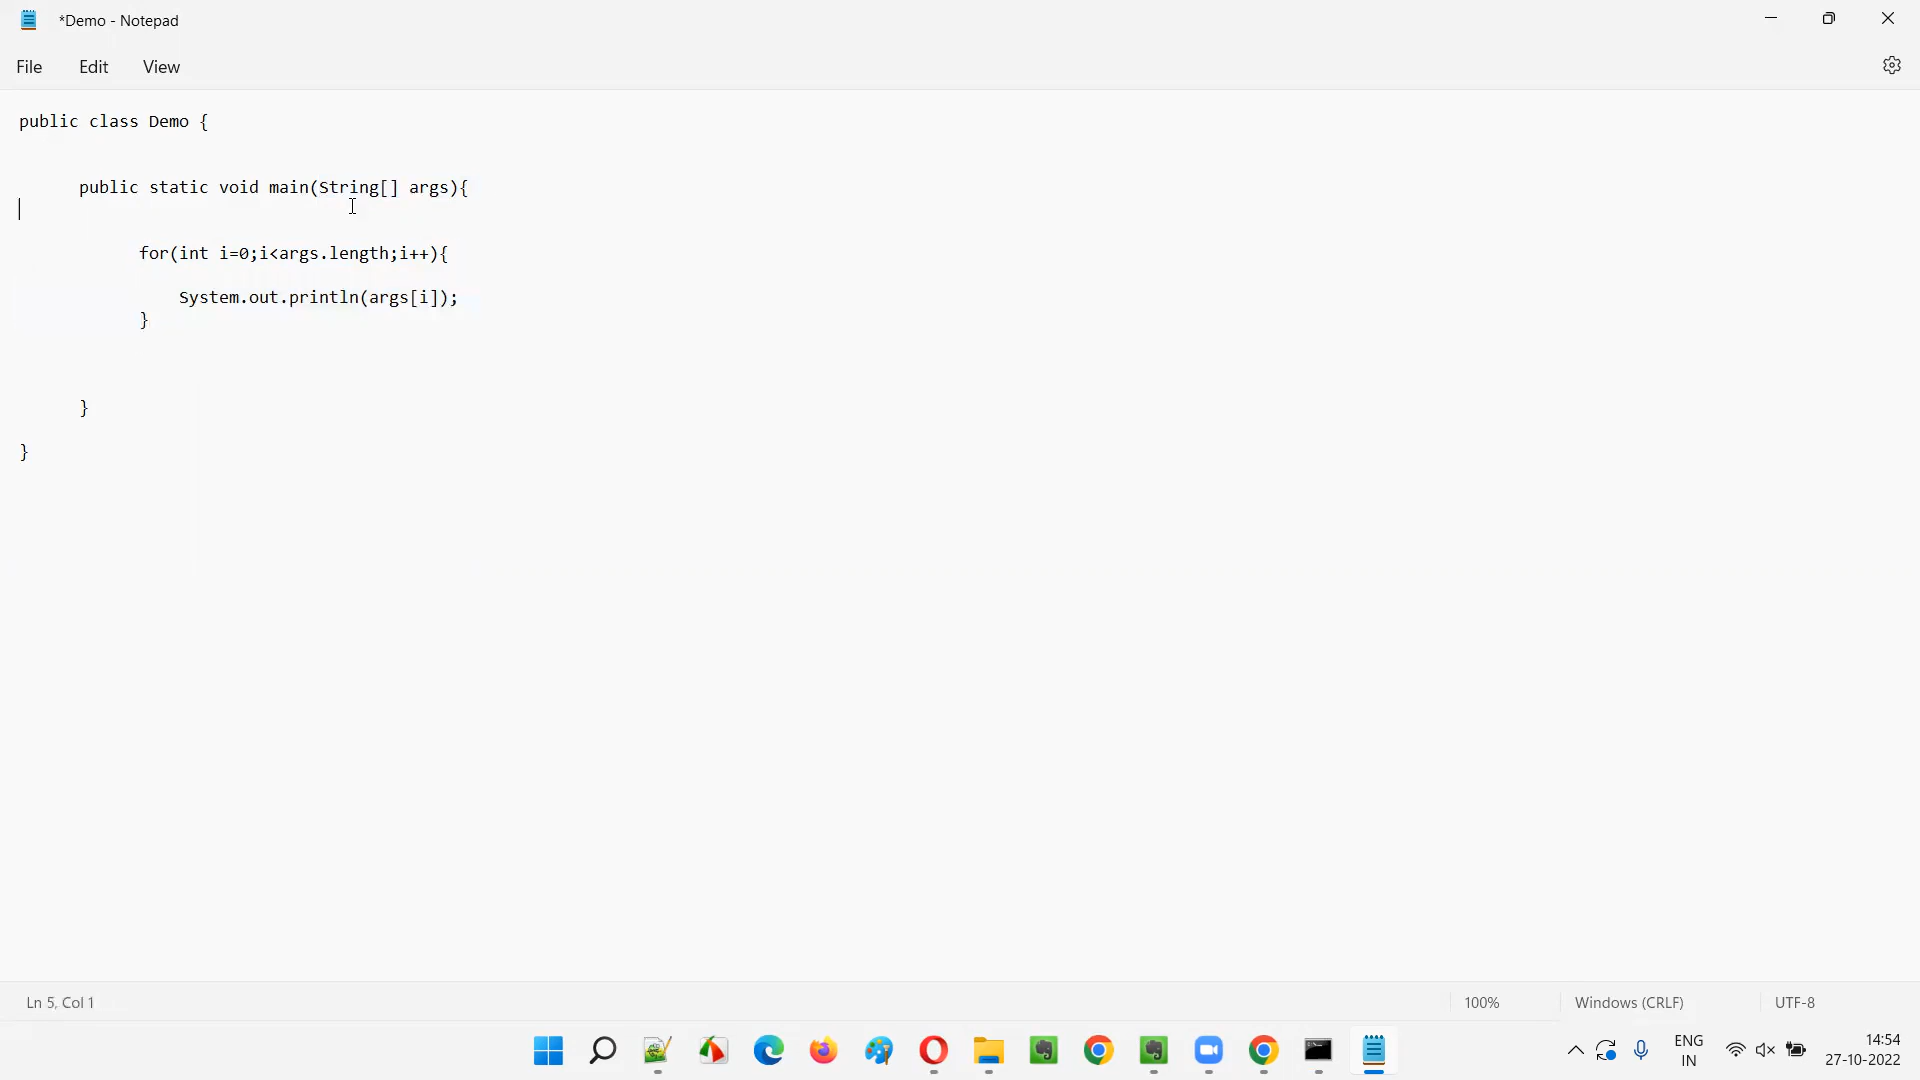 *Demo - Notepad
File Edit View
public class Demo {
public static void main(String[] args){
for(int i=0;i<args.length;i++){
System.out.println(args[i]);
}
}
}
Ln 5, Col 1 100% Windows (CRLF) UTF-8
ENG 14:54
IN 27-10-2022